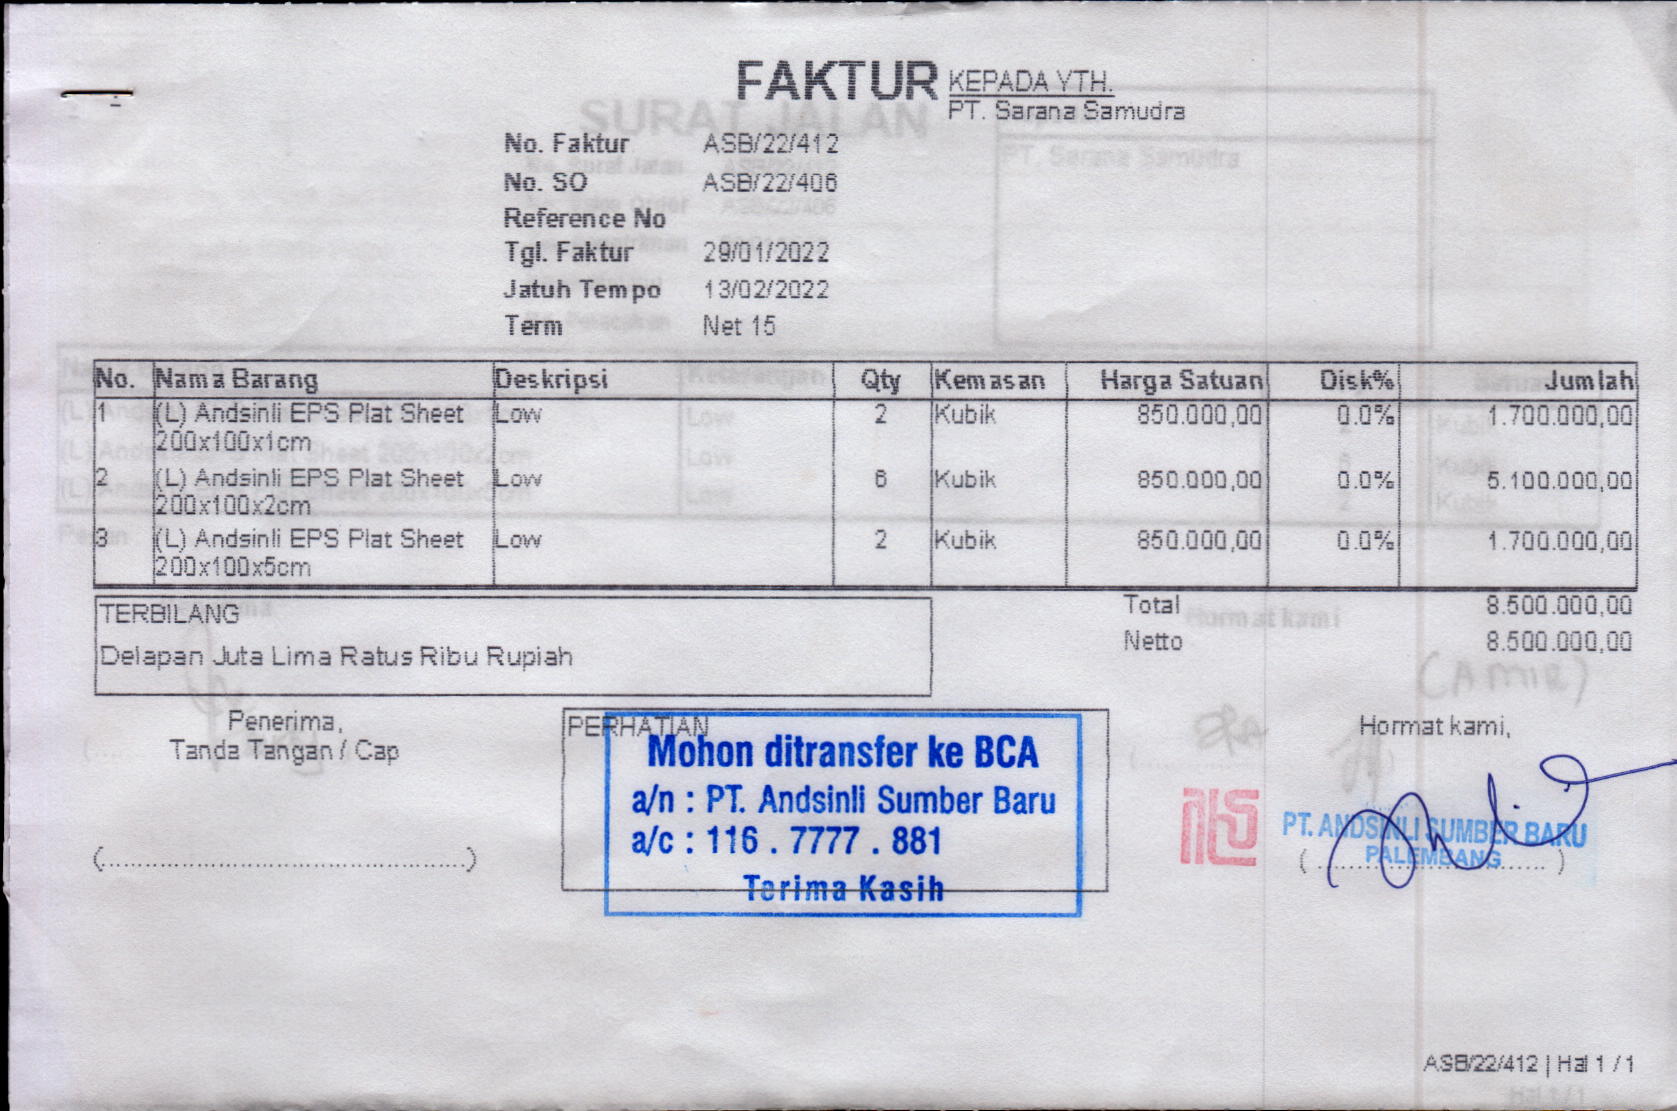 FAKTUR
KEPADA YTH.
PT. Sarana Samudra
No. Faktur ASB/22/412
No. SO ASB/22/406
Reference No
Tgl. Faktur 29/01/2022
Jatuh Tempo 13/02/2022
Term Net 15
No. Nama Barang Deskripsi Qty Kemasan Harga Satuan Disk% Jumlah
1 (L) Andsinli EPS Plat Sheet Low 2 Kubik 850.000,00 0.0% 1.700.000,00
200x100x1cm
2 (L) Andsinli EPS Plat Sheet Low 6 Kubik 850.000,00 0.0% 5.100.000,00
200x100x2cm
3 (L) Andsinli EPS Plat Sheet Low 2 Kubik 850.000,00 0.0% 1.700.000,00
200x100x5cm
Total 8.500.000,00
Netto 8.500.000,00
TERBILANG
Delapan Juta Lima Ratus Ribu Rupiah
Penerima,
Tanda Tangan / Cap
(................................................)
PERHATIAN
Mohon ditransfer ke BCA
a/n : PT. Andsinli Sumber Baru
a/c : 116 . 7777 . 881
Terima Kasih
(AMIR)
Hormat kami,
PT. ANDSINLI SUMBER BARU
PALEMBANG
(................................)
ASB/22/412 | Hal 1 / 1